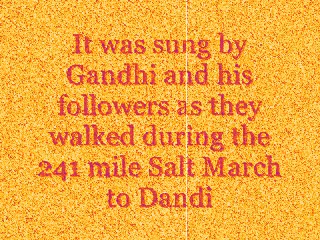 It was sung by
Gandhi and his
followers as they
walked during the
241 mile Salt March
to Dandi